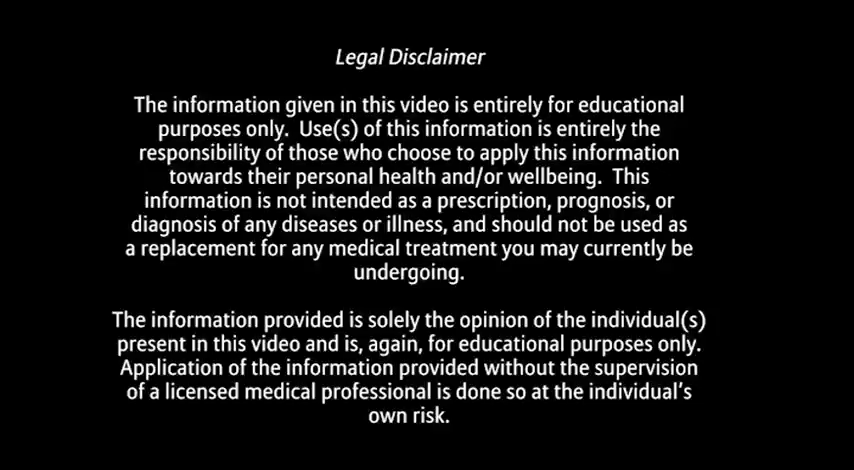 Legal Disclaimer
The information given in this video is entirely for educational
purposes only.  Use(s) of this information is entirely the
responsibility of those who choose to apply this information
towards their personal health and/or wellbeing.  This
information is not intended as a prescription, prognosis, or
diagnosis of any diseases or illness, and should not be used as
a replacement for any medical treatment you may currently be
undergoing.
The information provided is solely the opinion of the individual(s)
present in this video and is, again, for educational purposes only.
Application of the information provided without the supervision
of a licensed medical professional is done so at the individual's
own risk.